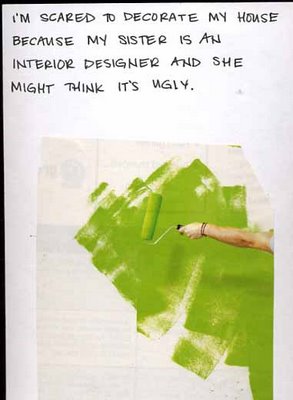 I'M SCARED TO DECORATE MY HOUSE
BECAUSE MY SISTER IS AN
INTERIOR DESIGNER AND SHE
MIGHT THINK IT'S UGLY.